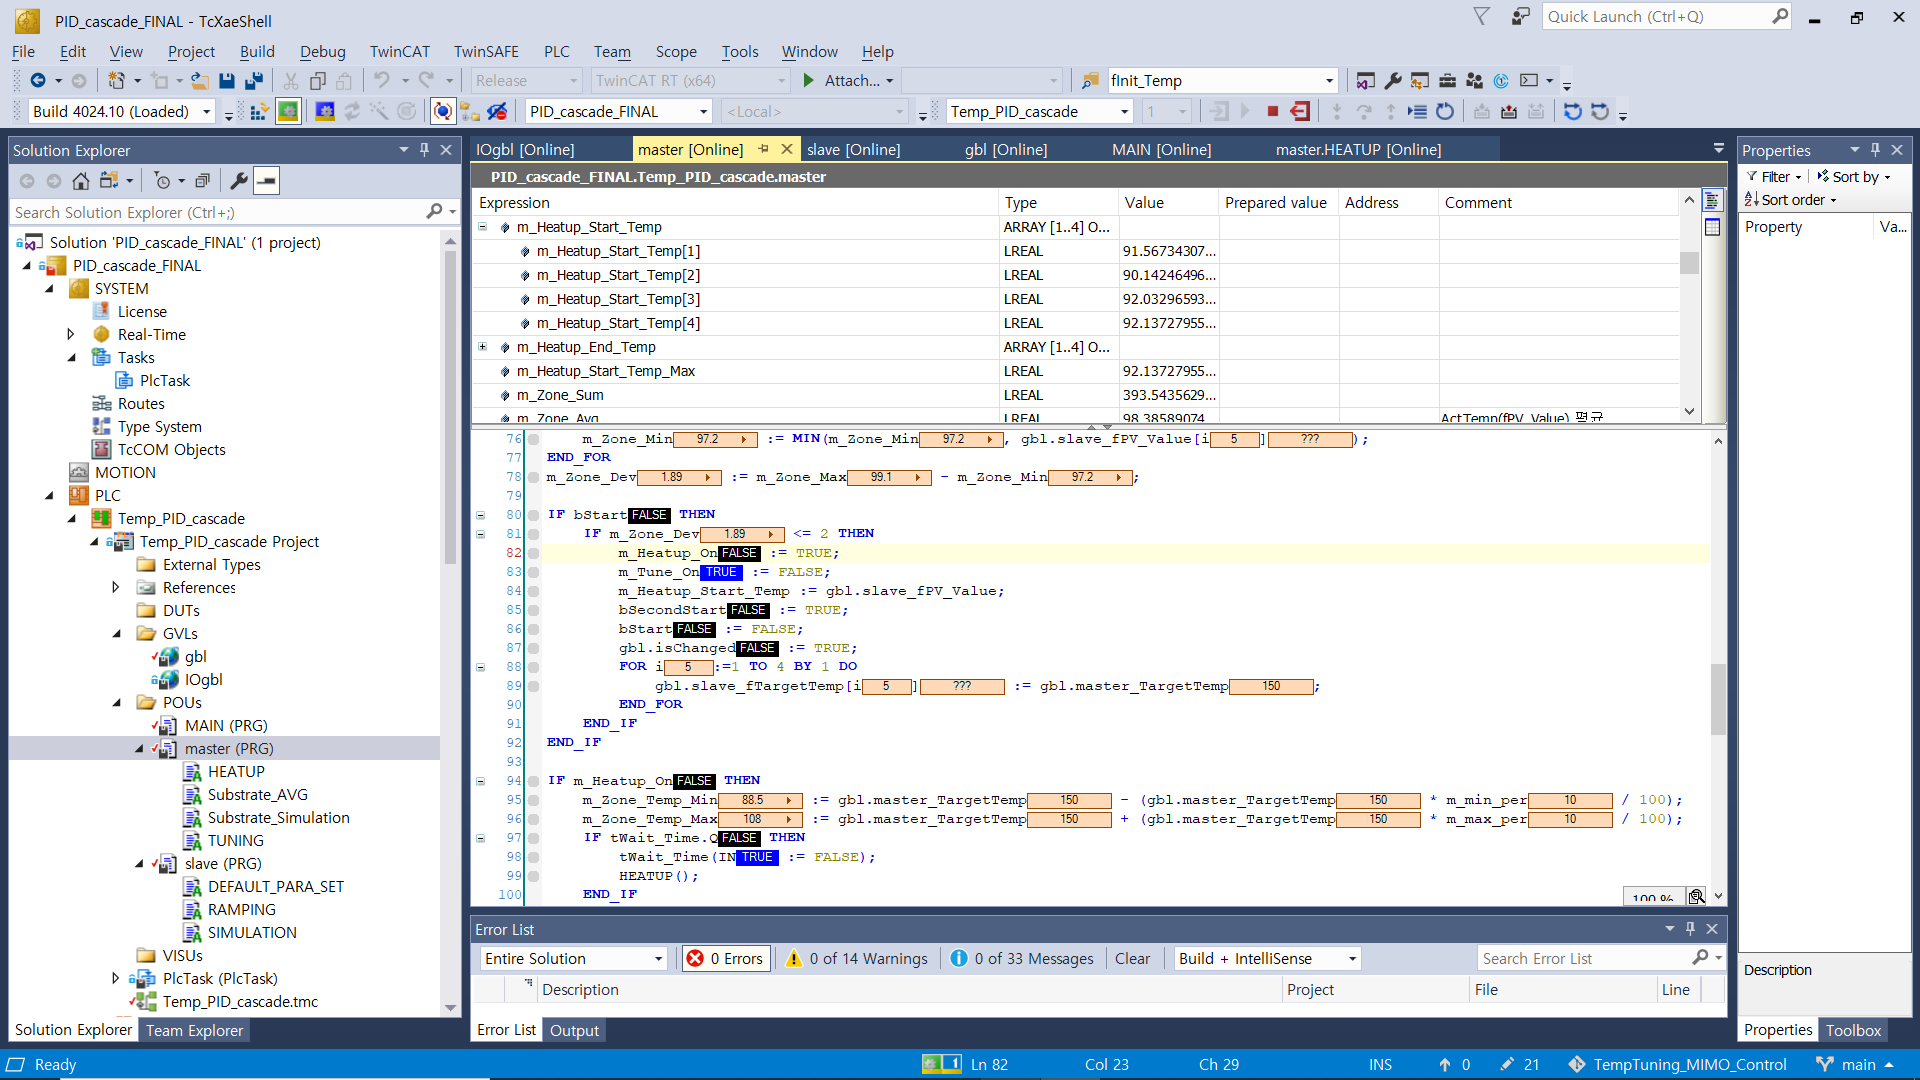 PID_cascade_FINAL - TcXaeShell
Quick Launch (Ctrl+Q)
File Edit View Project Build Debug TwinCAT TwinSAFE PLC Team Scope Tools Window Help
Release TwinCAT RT (x64) Attach... fInit_Temp
Build 4024.10 (Loaded) PID_cascade_FINAL <Local> Temp_PID_cascade 1
Solution Explorer
Search Solution Explorer (Ctrl+;)
Solution 'PID_cascade_FINAL' (1 project)
PID_cascade_FINAL
SYSTEM
License
Real-Time
Tasks
PlcTask
Routes
Type System
TcCOM Objects
MOTION
PLC
Temp_PID_cascade
Temp_PID_cascade Project
External Types
References
DUTs
GVLs
gbl
IOgbl
POUs
MAIN (PRG)
master (PRG)
HEATUP
Substrate_AVG
Substrate_Simulation
TUNING
slave (PRG)
DEFAULT_PARA_SET
RAMPING
SIMULATION
VISUs
PlcTask (PlcTask)
Temp_PID_cascade.tmc
Solution Explorer Team Explorer
IOgbl [Online] master [Online] slave [Online] gbl [Online] MAIN [Online] master.HEATUP [Online]
PID_cascade_FINAL.Temp_PID_cascade.master
Expression Type Value Prepared value Address Comment
m_Heatup_Start_Temp ARRAY [1..4] O...
m_Heatup_Start_Temp[1] LREAL 91.56734307...
m_Heatup_Start_Temp[2] LREAL 90.14246496...
m_Heatup_Start_Temp[3] LREAL 92.03296593...
m_Heatup_Start_Temp[4] LREAL 92.13727955...
m_Heatup_End_Temp ARRAY [1..4] O...
m_Heatup_Start_Temp_Max LREAL 92.13727955...
m_Zone_Sum LREAL 393.5435629...
m_Zone_Avg LREAL 98.38589074 ActTemp(fPV_Value) 평균
76 m_Zone_Min 97.2 := MIN(m_Zone_Min 97.2 , gbl.slave_fPV_Value[i 5 ] ??? );
77 END_FOR
78 m_Zone_Dev 1.89 := m_Zone_Max 99.1 - m_Zone_Min 97.2 ;
79
80 IF bStart FALSE THEN
81 IF m_Zone_Dev 1.89 <= 2 THEN
82 m_Heatup_On FALSE := TRUE;
83 m_Tune_On TRUE := FALSE;
84 m_Heatup_Start_Temp := gbl.slave_fPV_Value;
85 bSecondStart FALSE := TRUE;
86 bStart FALSE := FALSE;
87 gbl.isChanged FALSE := TRUE;
88 FOR i 5 :=1 TO 4 BY 1 DO
89 gbl.slave_fTargetTemp[i 5 ] ??? := gbl.master_TargetTemp 150 ;
90 END_FOR
91 END_IF
92 END_IF
93
94 IF m_Heatup_On FALSE THEN
95 m_Zone_Temp_Min 88.5 := gbl.master_TargetTemp 150 - (gbl.master_TargetTemp 150 * m_min_per 10 / 100);
96 m_Zone_Temp_Max 108 := gbl.master_TargetTemp 150 + (gbl.master_TargetTemp 150 * m_max_per 10 / 100);
97 IF tWait_Time.Q FALSE THEN
98 tWait_Time(IN TRUE := FALSE);
99 HEATUP();
100 END_IF
100 %
Error List
Entire Solution 0 Errors 0 of 14 Warnings 0 of 33 Messages Clear Build + IntelliSense Search Error List
Description Project File Line
Error List Output
Properties
Filter Sort by
Sort order
Property Va...
Description
Properties Toolbox
Ready 1 Ln 82 Col 23 Ch 29 INS 0 21 TempTuning_MIMO_Control main